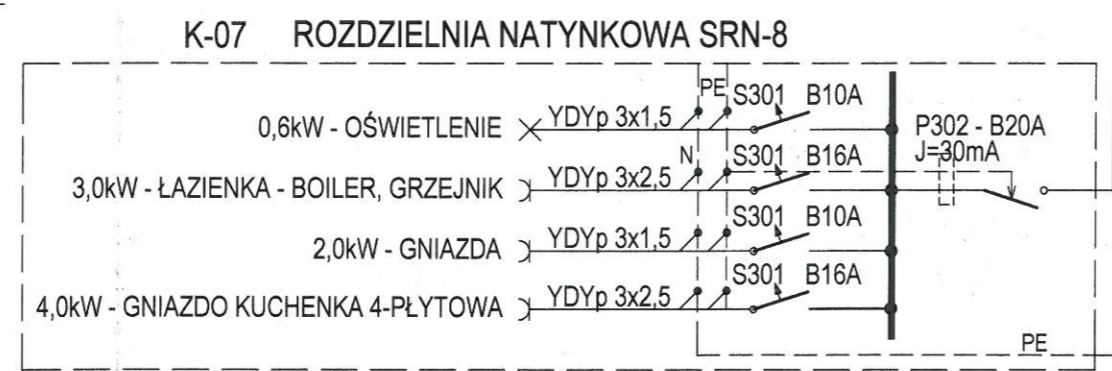 K-07 ROZDZIELNIA NATYNKOWA SRN-8
0,6kW - OŚWIETLENIE YDYp 3x1,5 PE S301 B10A
P302 - B20A
J=30mA
3,0kW - ŁAZIENKA - BOILER, GRZEJNIK YDYp 3x2,5 N S301 B16A
2,0kW - GNIAZDA YDYp 3x1,5 S301 B10A
4,0kW - GNIAZDO KUCHENKA 4-PŁYTOWA YDYp 3x2,5 S301 B16A
PE